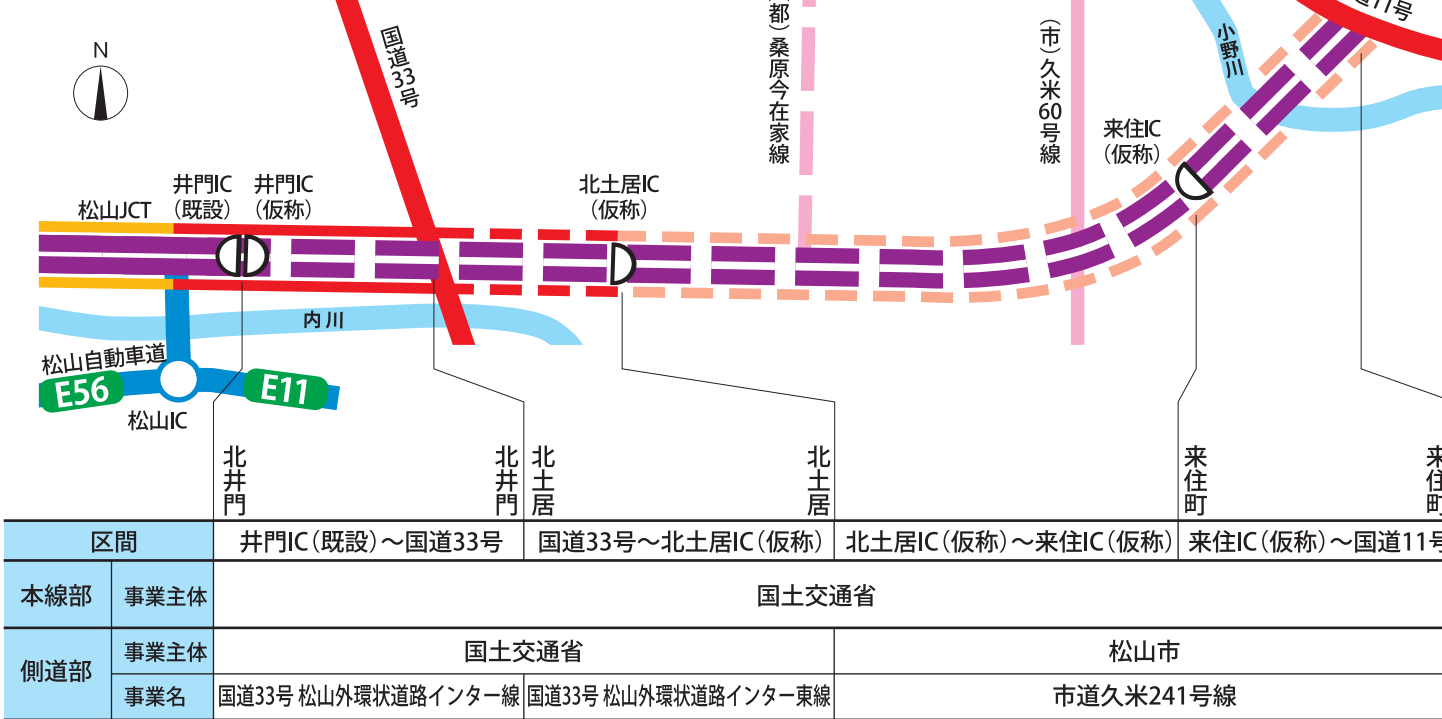 道11号
都)桑原今在家線
(市)久米60号線
小野川
国道33号
N
来住IC
(仮称)
井門IC
(既設)
井門IC
(仮称)
北土居IC
(仮称)
松山JCT
内川
松山自動車道
E56
E11
松山IC
北井門
北井門
北土居
北土居
来住町
来住町
区間
井門IC(既設)～国道33号
国道33号～北土居IC(仮称)
北土居IC(仮称)～来住IC(仮称)
来住IC(仮称)～国道11号
本線部
事業主体
国土交通省
側道部
事業主体
国土交通省
松山市
事業名
国道33号 松山外環状道路インター線
国道33号 松山外環状道路インター東線
市道久米241号線